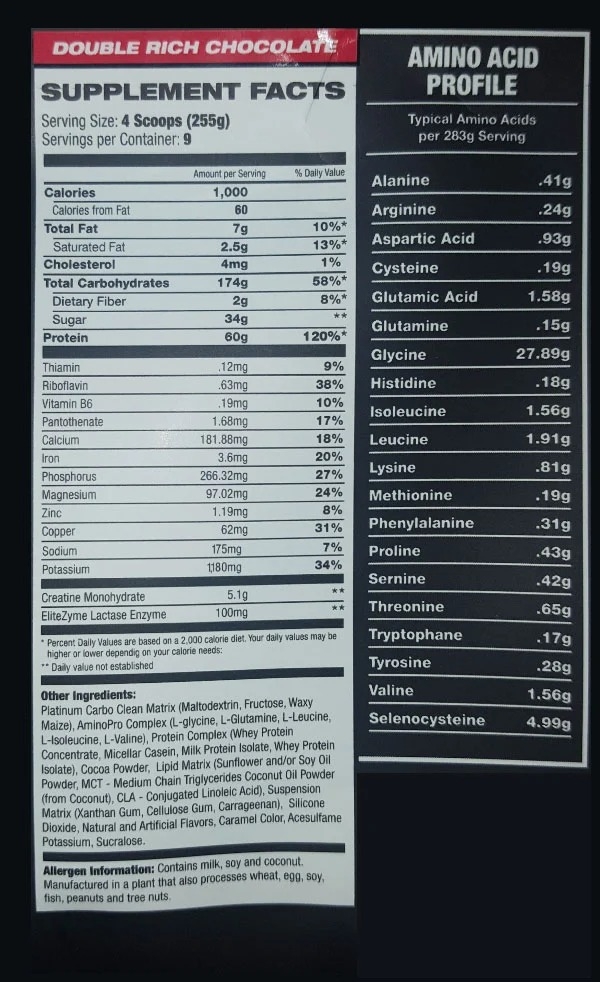 DOUBLE RICH CHOCOLATE
SUPPLEMENT FACTS
Serving Size: 4 Scoops (255g)
Servings per Container: 9
Amount per Serving % Daily Value
Calories 1,000
Calories from Fat 60
Total Fat 7g 10%*
Saturated Fat 2.5g 13%*
Cholesterol 4mg 1%
Total Carbohydrates 174g 58%*
Dietary Fiber 2g 8%*
Sugar 34g **
Protein 60g 120%*
Thiamin .12mg 9%
Riboflavin .63mg 38%
Vitamin B6 .19mg 10%
Pantothenate 1.68mg 17%
Calcium 181.88mg 18%
Iron 3.6mg 20%
Phosphorus 266.32mg 27%
Magnesium 97.02mg 24%
Zinc 1.19mg 8%
Copper 62mg 31%
Sodium 175mg 7%
Potassium 1180mg 34%
Creatine Monohydrate 5.1g **
EliteZyme Lactase Enzyme 100mg **
* Percent Daily Values are based on a 2,000 calorie diet. Your daily values may be
higher or lower dependig on your calorie needs:
** Daily value not established
Other Ingredients:
Platinum Carbo Clean Matrix (Maltodextrin, Fructose, Waxy
Maize), AminoPro Complex (L-glycine, L-Glutamine, L-Leucine,
L-Isoleucine, L-Valine), Protein Complex (Whey Protein
Concentrate, Micellar Casein, Milk Protein Isolate, Whey Protein
Isolate), Cocoa Powder, Lipid Matrix (Sunflower and/or Soy Oil
Powder, MCT - Medium Chain Triglycerides Coconut Oil Powder
(from Coconut), CLA - Conjugated Linoleic Acid), Suspension
Matrix (Xanthan Gum, Cellulose Gum, Carrageenan), Silicone
Dioxide, Natural and Artificial Flavors, Caramel Color, Acesulfame
Potassium, Sucralose.
Allergen Information: Contains milk, soy and coconut.
Manufactured in a plant that also processes wheat, egg, soy,
fish, peanuts and tree nuts.
AMINO ACID
PROFILE
Typical Amino Acids
per 283g Serving
Alanine .41g
Arginine .24g
Aspartic Acid .93g
Cysteine .19g
Glutamic Acid 1.58g
Glutamine .15g
Glycine 27.89g
Histidine .18g
Isoleucine 1.56g
Leucine 1.91g
Lysine .81g
Methionine .19g
Phenylalanine .31g
Proline .43g
Sernine .42g
Threonine .65g
Tryptophane .17g
Tyrosine .28g
Valine 1.56g
Selenocysteine 4.99g